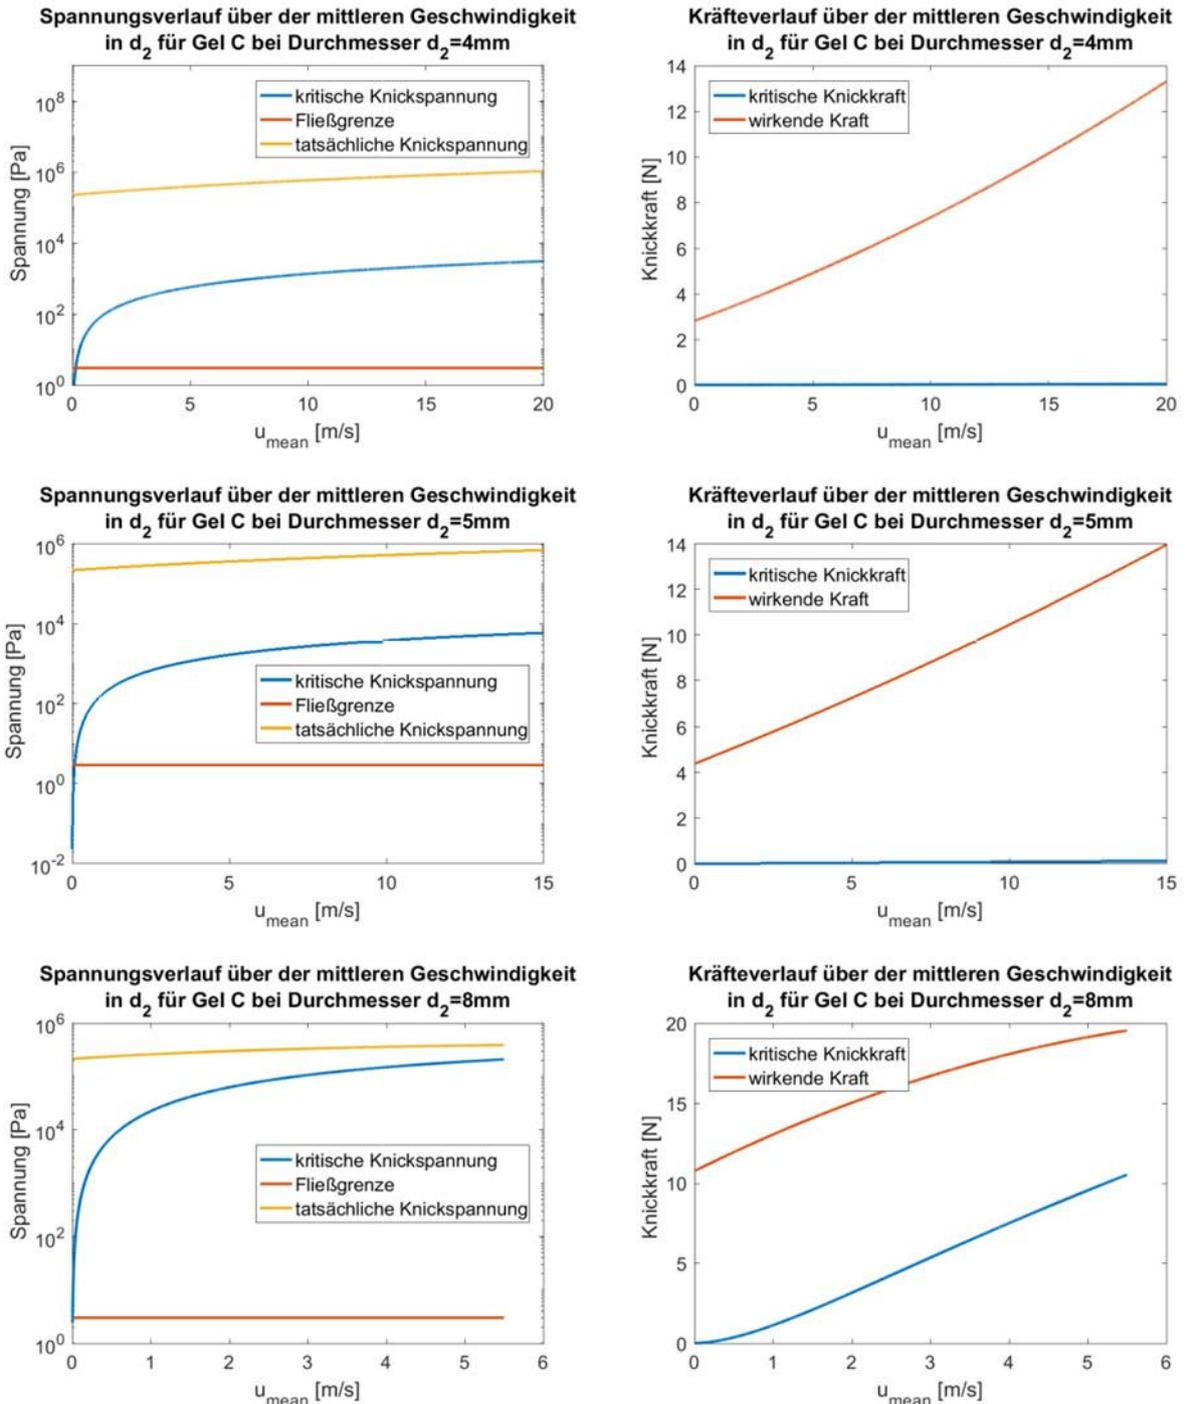 Spannungsverlauf über der mittleren Geschwindigkeit
in d2 für Gel C bei Durchmesser d2=4mm
10^8
10^6
10^4
10^2
10^0
Spannung [Pa]
kritische Knickspannung
Fließgrenze
tatsächliche Knickspannung
0 5 10 15 20
u_mean [m/s]
Kräfteverlauf über der mittleren Geschwindigkeit
in d2 für Gel C bei Durchmesser d2=4mm
14
12
10
8
6
4
2
0
Knickkraft [N]
kritische Knickkraft
wirkende Kraft
0 5 10 15 20
u_mean [m/s]
Spannungsverlauf über der mittleren Geschwindigkeit
in d2 für Gel C bei Durchmesser d2=5mm
10^6
10^4
10^2
10^0
10^-2
Spannung [Pa]
kritische Knickspannung
Fließgrenze
tatsächliche Knickspannung
0 5 10 15
u_mean [m/s]
Kräfteverlauf über der mittleren Geschwindigkeit
in d2 für Gel C bei Durchmesser d2=5mm
14
12
10
8
6
4
2
0
Knickkraft [N]
kritische Knickkraft
wirkende Kraft
0 5 10 15
u_mean [m/s]
Spannungsverlauf über der mittleren Geschwindigkeit
in d2 für Gel C bei Durchmesser d2=8mm
10^6
10^4
10^2
10^0
Spannung [Pa]
kritische Knickspannung
Fließgrenze
tatsächliche Knickspannung
0 1 2 3 4 5 6
u_mean [m/s]
Kräfteverlauf über der mittleren Geschwindigkeit
in d2 für Gel C bei Durchmesser d2=8mm
20
15
10
5
0
Knickkraft [N]
kritische Knickkraft
wirkende Kraft
0 1 2 3 4 5 6
u_mean [m/s]